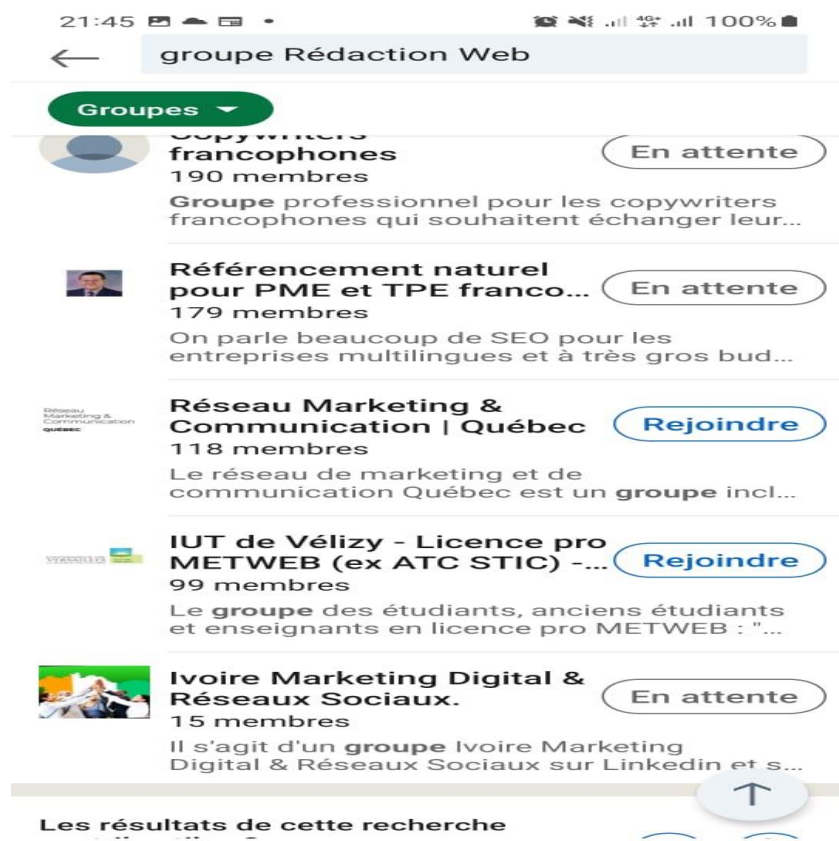 21:45
4G+
100%
groupe Rédaction Web
Groupes
Copywriters
francophones
En attente
190 membres
Groupe professionnel pour les copywriters
francophones qui souhaitent échanger leur...
Référencement naturel
pour PME et TPE franco...
En attente
179 membres
On parle beaucoup de SEO pour les
entreprises multilingues et à très gros bud...
Réseau
Marketing &
Communication
QUÉBEC
Réseau Marketing &
Communication | Québec
Rejoindre
118 membres
Le réseau de marketing et de
communication Québec est un groupe incl...
IUT de Vélizy - Licence pro
METWEB (ex ATC STIC) -...
Rejoindre
99 membres
Le groupe des étudiants, anciens étudiants
et enseignants en licence pro METWEB : "...
Ivoire Marketing Digital &
Réseaux Sociaux.
En attente
15 membres
Il s'agit d'un groupe Ivoire Marketing
Digital & Réseaux Sociaux sur Linkedin et s...
Les résultats de cette recherche